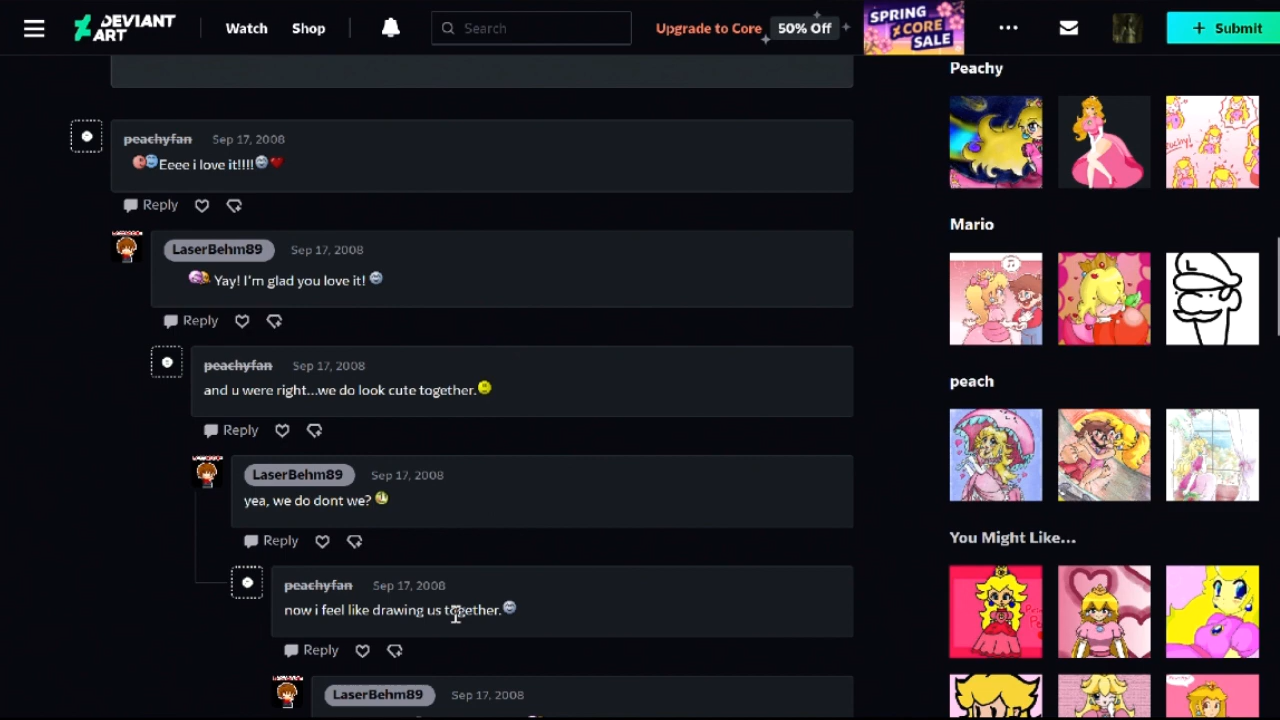 DEVIANT
ART
Watch
Shop
Search
Upgrade to Core
50% Off
SPRING
CORE
SALE
Submit
Peachy
peachyfan Sep 17, 2008
Eeee i love it!!!!
Reply
LaserBehm89 Sep 17, 2008
Yay! I'm glad you love it!
Reply
Mario
peachyfan Sep 17, 2008
and u were right...we do look cute together.
Reply
peach
LaserBehm89 Sep 17, 2008
yea, we do dont we?
Reply
You Might Like...
peachyfan Sep 17, 2008
now i feel like drawing us together.
Reply
LaserBehm89 Sep 17, 2008